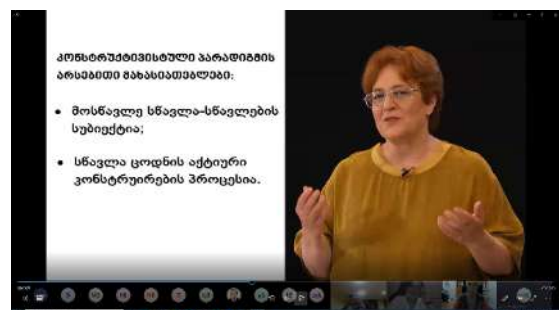 კონსტრუქტივისტული პარადიგმის
არსებითი მახასიათებლები:
• მოსწავლე სწავლა-სწავლების
სუბიექტია;
• სწავლა ცოდნის აქტიური
კონსტრუირების პროცესია.